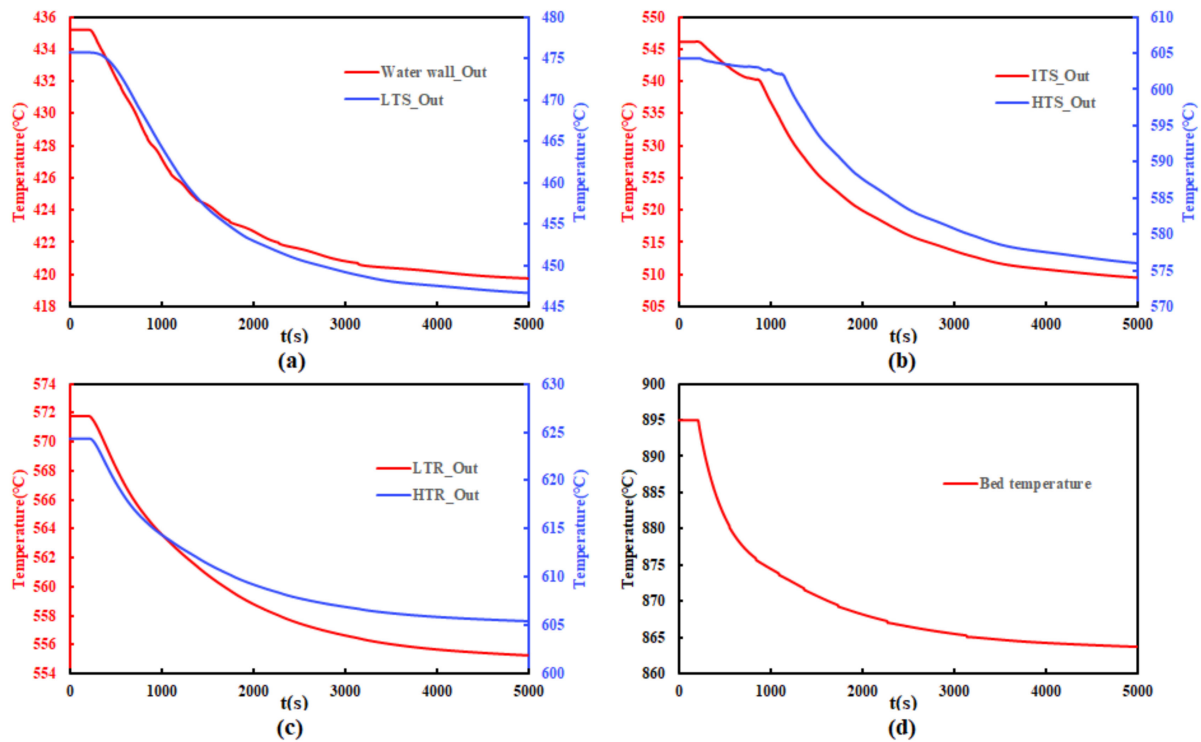 Temperature(°C)
436
434
432
430
428
426
424
422
420
418
480
475
470
465
460
455
450
445
Temperature(°C)
Water wall_Out
LTS_Out
0 1000 2000 3000 4000 5000
t(s)
(a)
Temperature(°C)
550
545
540
535
530
525
520
515
510
505
610
605
600
595
590
585
580
575
570
Temperature(°C)
ITS_Out
HTS_Out
0 1000 2000 3000 4000 5000
t(s)
(b)
Temperature(°C)
574
572
570
568
566
564
562
560
558
556
554
630
625
620
615
610
605
600
Temperature(°C)
LTR_Out
HTR_Out
0 1000 2000 3000 4000 5000
t(s)
(c)
Temperature(°C)
900
895
890
885
880
875
870
865
860
Bed temperature
0 1000 2000 3000 4000 5000
t(s)
(d)